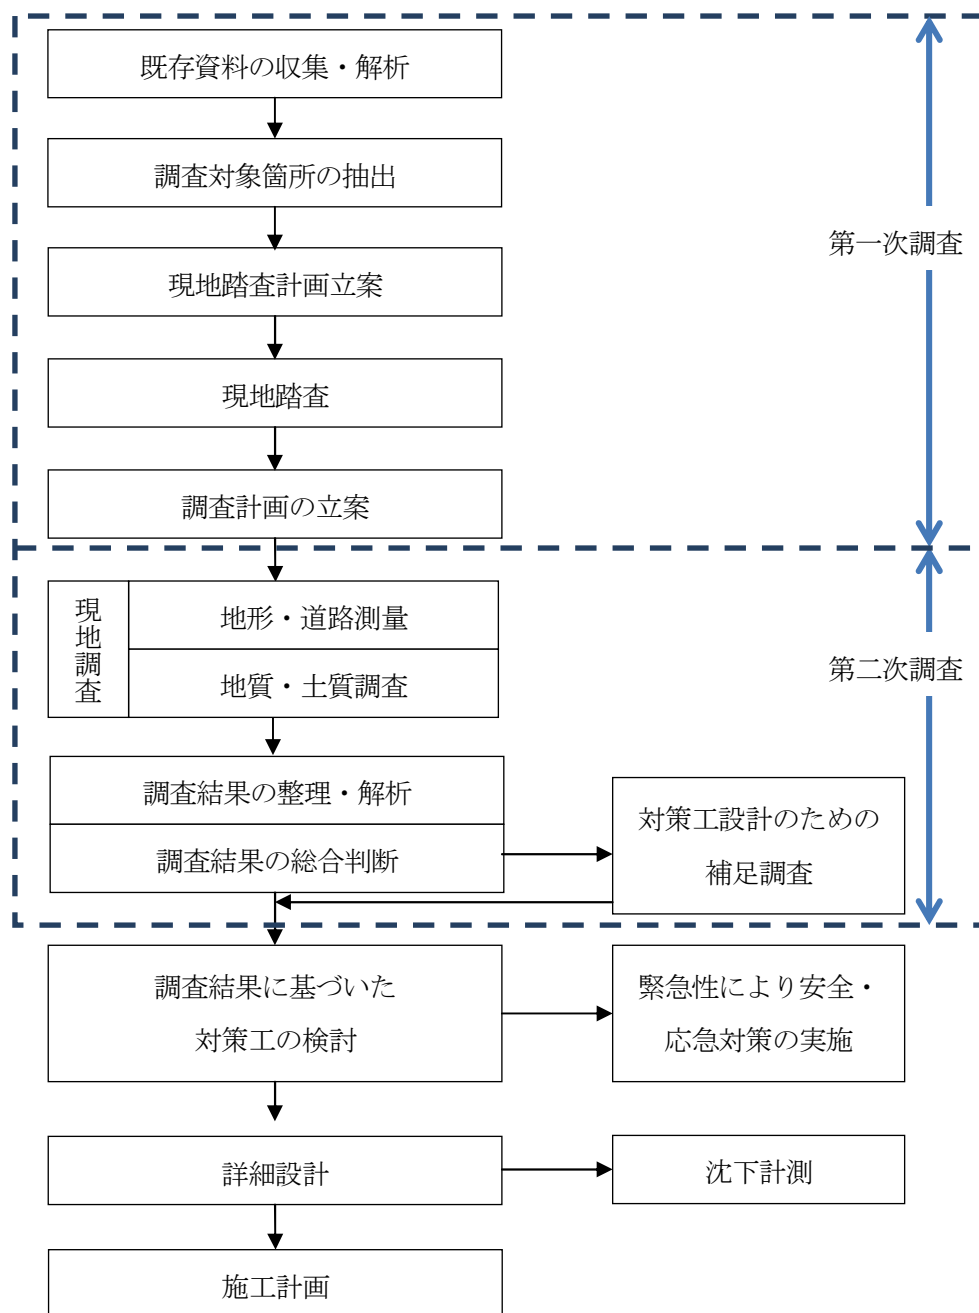 既存資料の収集・解析
調査対象箇所の抽出
第一次調査
現地踏査計画立案
現地踏査
調査計画の立案
現地調査
地形・道路測量
地質・土質調査
第二次調査
調査結果の整理・解析
調査結果の総合判断
対策工設計のための
補足調査
調査結果に基づいた
対策工の検討
緊急性により安全・
応急対策の実施
詳細設計
沈下計測
施工計画